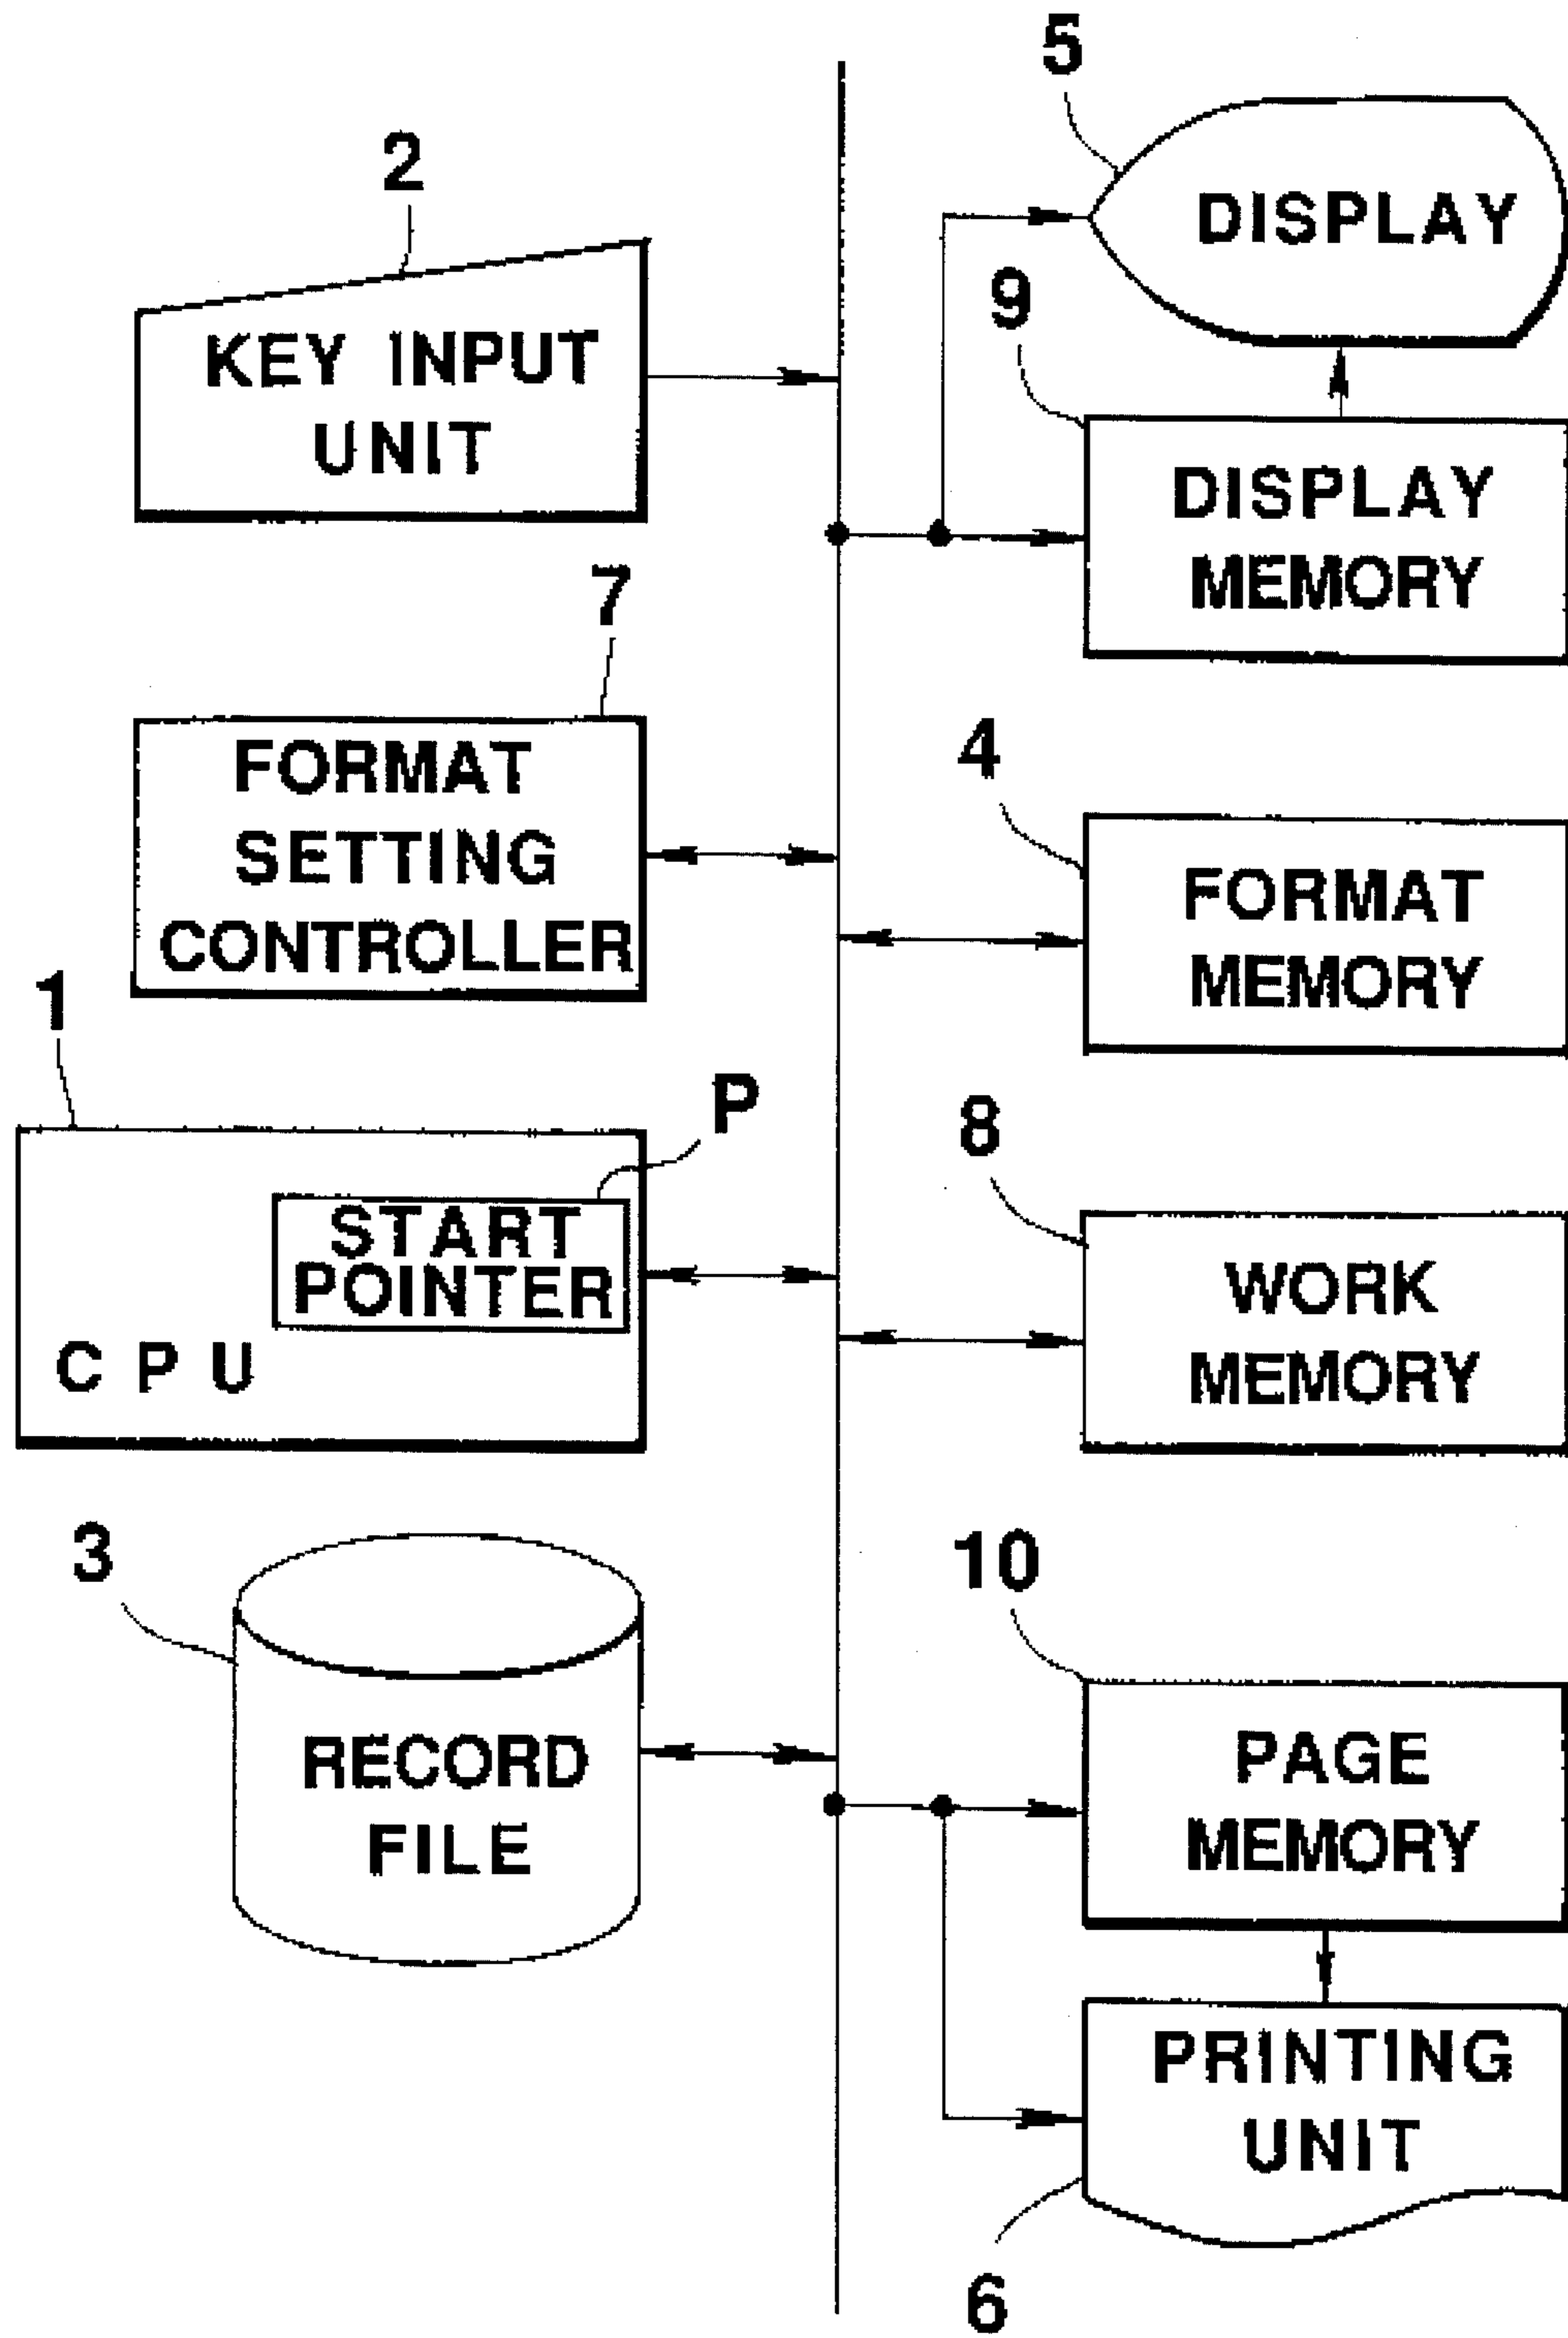 2
KEY INPUT
UNIT
7
FORMAT
SETTING
CONTROLLER
1
P
START
POINTER
CPU
3
RECORD
FILE
5
DISPLAY
9
DISPLAY
MEMORY
4
FORMAT
MEMORY
8
WORK
MEMORY
10
PAGE
MEMORY
PRINTING
UNIT
6